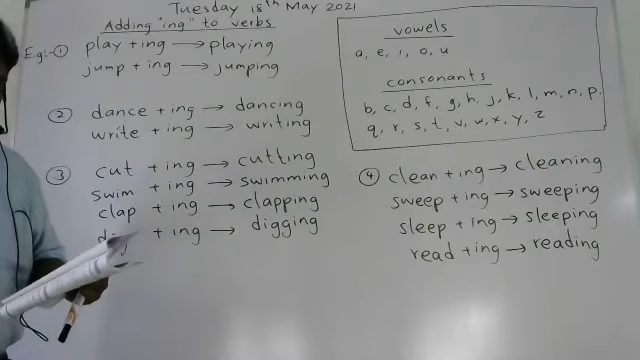 Tuesday 18th May 2021
Adding "ing" to verbs
E.g:- ① play + ing → playing
jump + ing → jumping
② dance + ing → dancing
write + ing → writing
③ cut + ing → cutting
swim + ing → swimming
clap + ing → clapping
+ ing → digging
vowels
a, e, i, o, u
consonants
b, c, d, f, g, h, j, k, l, m, n, p,
q, r, s, t, v, w, x, y, z
④ clean + ing → cleaning
sweep + ing → sweeping
sleep + ing → sleeping
read + ing → reading